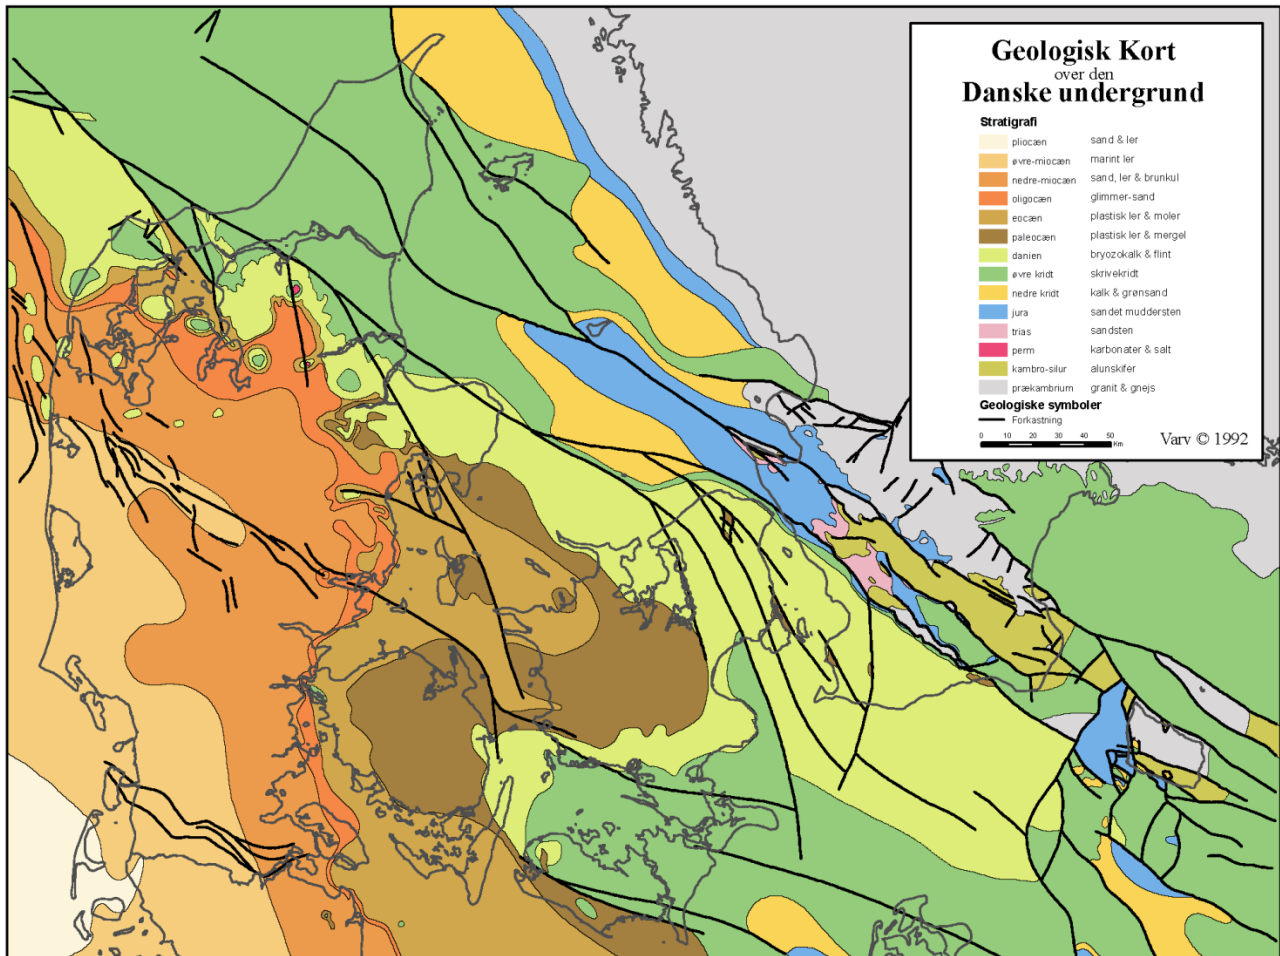 Geologisk Kort
over den
Danske undergrund
Stratigrafi
pliocæn sand & ler
øvre-miocæn marint ler
nedre-miocæn sand, ler & brunkul
oligocæn glimmer-sand
eocæn plastisk ler & moler
paleocæn plastisk ler & mergel
danien bryozokalk & flint
øvre kridt skrivekridt
nedre kridt kalk & grønsand
jura sandet muddersten
trias sandsten
perm karbonater & salt
kambro-silur alunskifer
prækambrium granit & gnejs
Geologiske symboler
Forkastning
0 10 20 30 40 50 Km
Varv © 1992